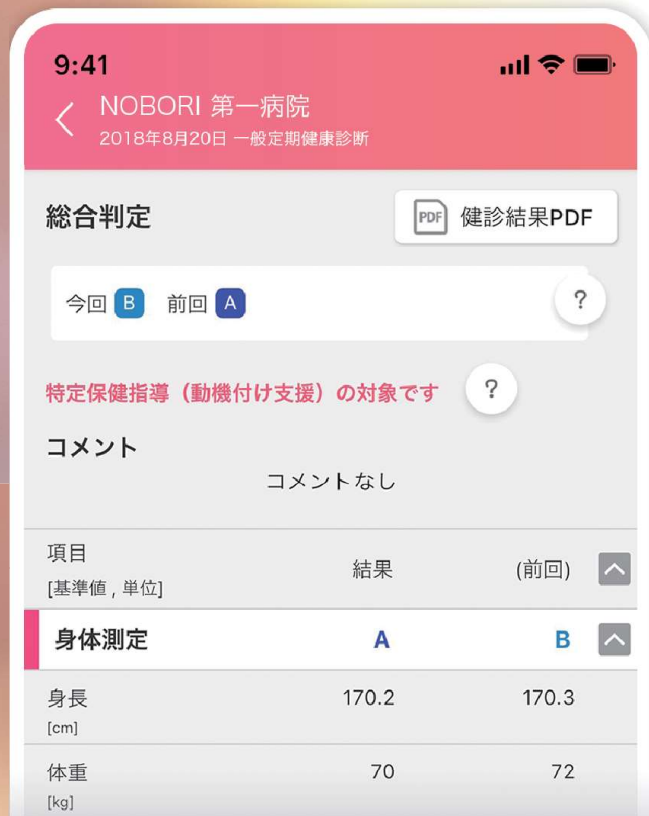 9:41
NOBORI 第一病院
2018年8月20日 一般定期健康診断
総合判定
PDF 健診結果PDF
今回 B 前回 A ?
特定保健指導（動機付け支援）の対象です ?
コメント
コメントなし
項目 結果 (前回)
[基準値 , 単位]
身体測定 A B
身長 170.2 170.3
[cm]
体重 70 72
[kg]